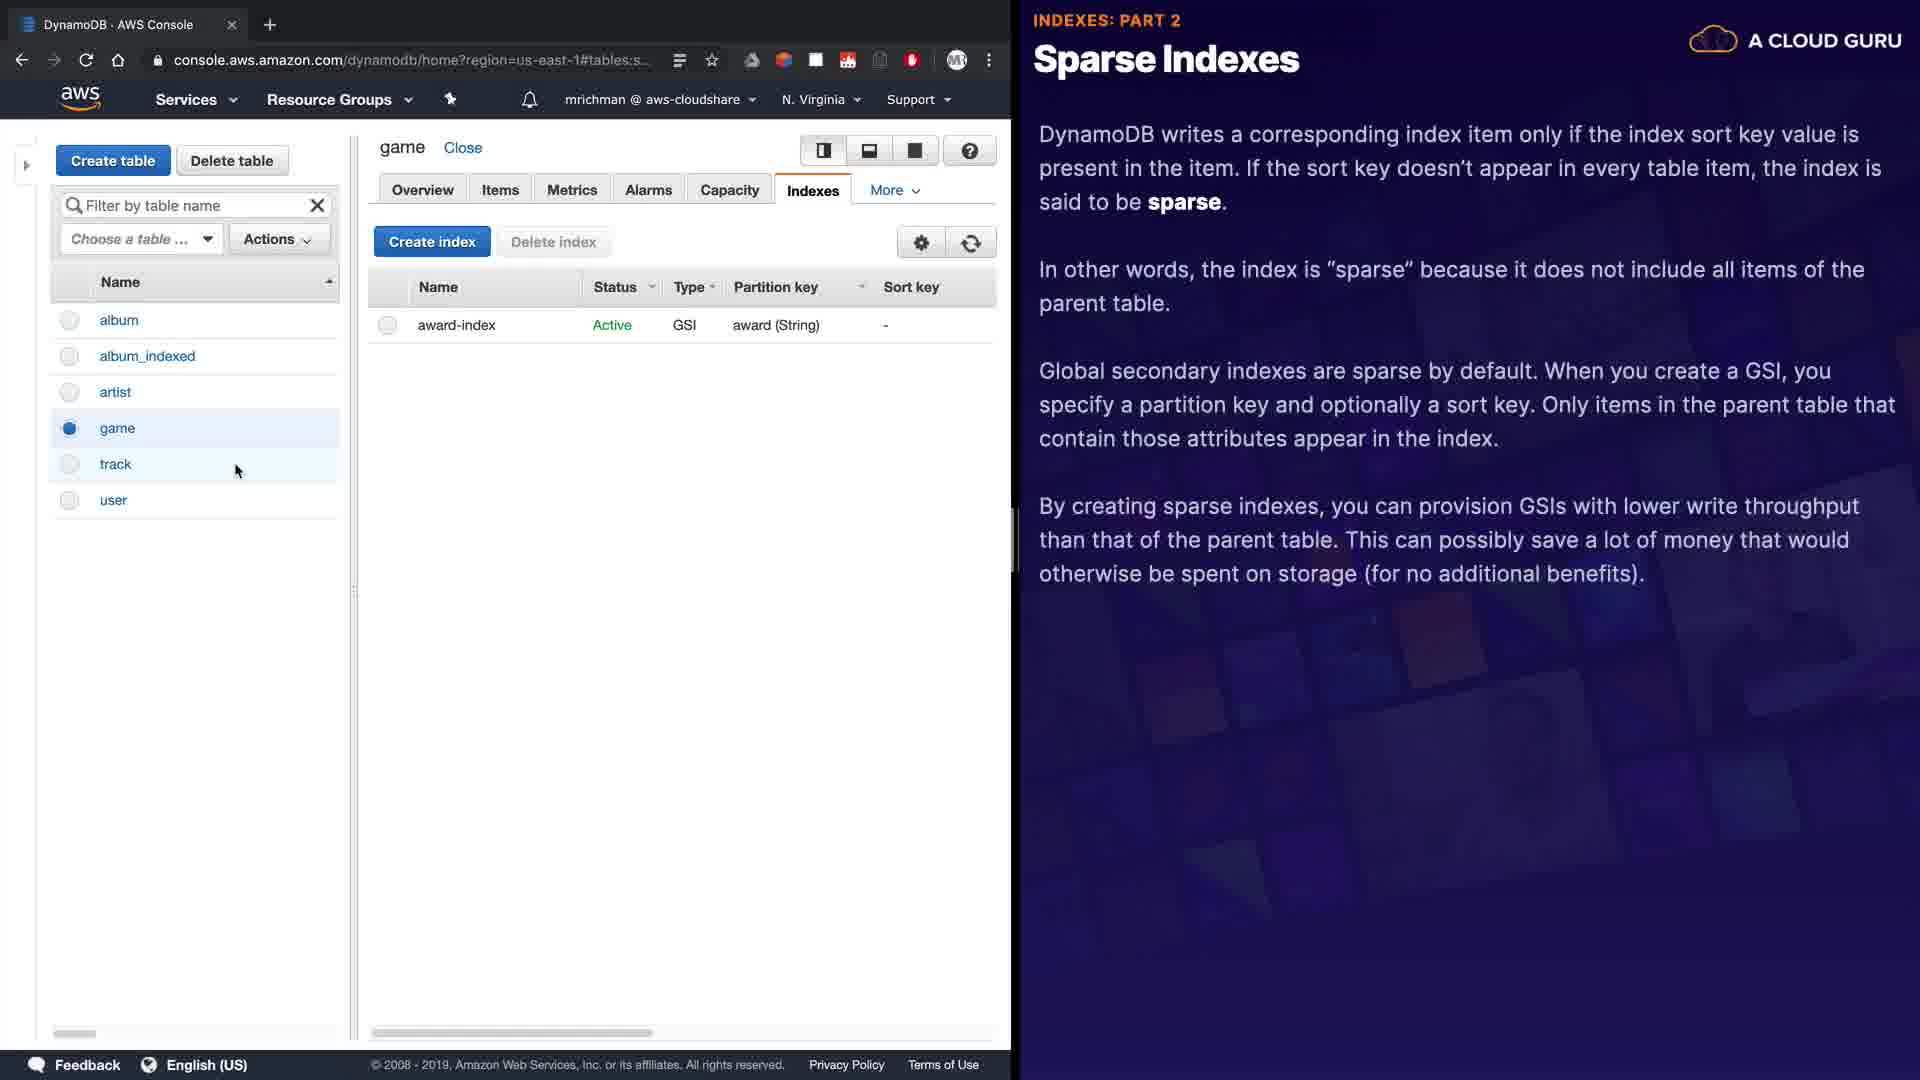 DynamoDB · AWS Console
console.aws.amazon.com/dynamodb/home?region=us-east-1#tables:s...
aws
Services
Resource Groups
mrichman @ aws-cloudshare
N. Virginia
Support
Create table
Delete table
Filter by table name
Choose a table ...
Actions
Name
album
album_indexed
artist
game
track
user
game
Close
Overview
Items
Metrics
Alarms
Capacity
Indexes
More
Create index
Delete index
Name
Status
Type
Partition key
Sort key
award-index
Active
GSI
award (String)
-
Feedback
English (US)
© 2008 - 2019, Amazon Web Services, Inc. or its affiliates. All rights reserved.
Privacy Policy
Terms of Use
INDEXES: PART 2
Sparse Indexes
A CLOUD GURU
DynamoDB writes a corresponding index item only if the index sort key value is
present in the item. If the sort key doesn’t appear in every table item, the index is
said to be sparse.
In other words, the index is “sparse” because it does not include all items of the
parent table.
Global secondary indexes are sparse by default. When you create a GSI, you
specify a partition key and optionally a sort key. Only items in the parent table that
contain those attributes appear in the index.
By creating sparse indexes, you can provision GSIs with lower write throughput
than that of the parent table. This can possibly save a lot of money that would
otherwise be spent on storage (for no additional benefits).